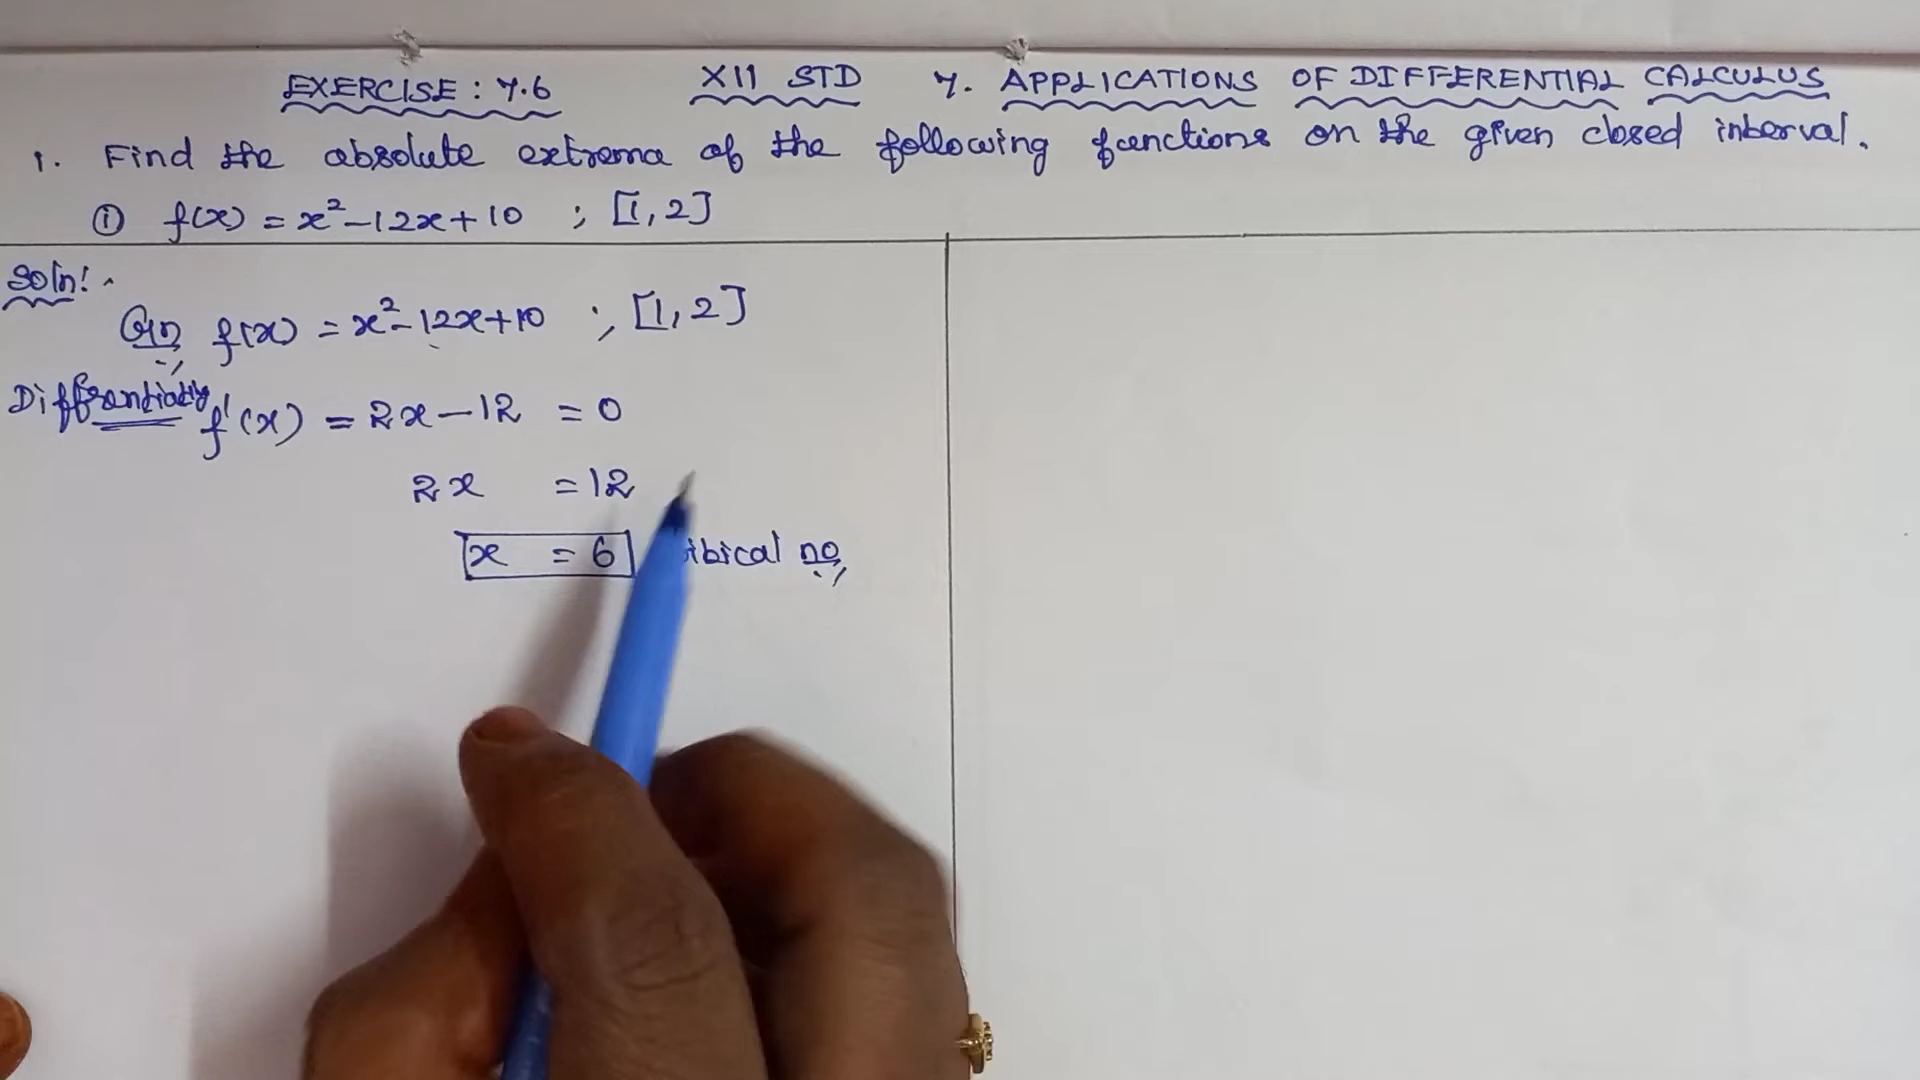 EXERCISE: 7.6 XII STD 7. APPLICATIONS OF DIFFERENTIAL CALCULUS
1. Find the absolute extrema of the following functions on the given closed interval.
① f(x) = x² - 12x + 10 ; [1, 2]
Soln:-
Gn f(x) = x² - 12x + 10 ; [1, 2]
Differentiating f'(x) = 2x - 12 = 0
2x = 12
x = 6 no